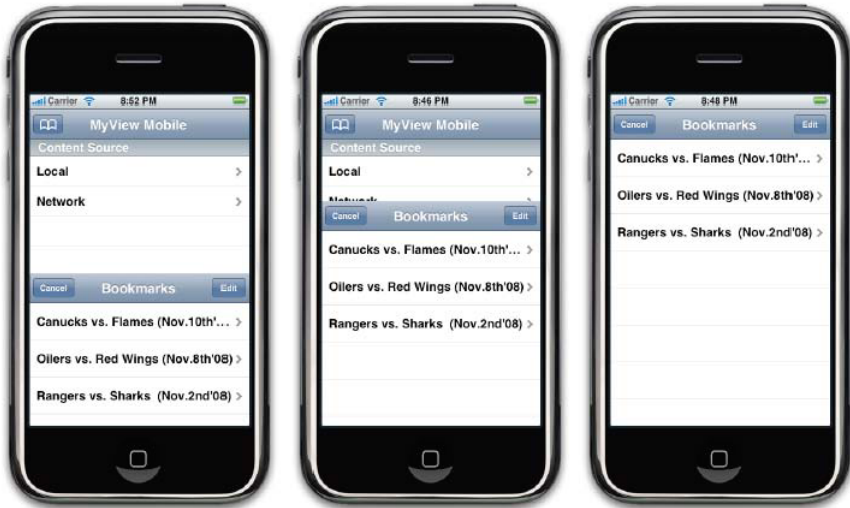 Carrier 8:52 PM
MyView Mobile
Content Source
Local
Network
Cancel Bookmarks Edit
Canucks vs. Flames (Nov.10th'...
Oilers vs. Red Wings (Nov.8th'08)
Rangers vs. Sharks (Nov.2nd'08)
Carrier 8:46 PM
MyView Mobile
Content Source
Local
Network
Cancel Bookmarks Edit
Canucks vs. Flames (Nov.10th'...
Oilers vs. Red Wings (Nov.8th'08)
Rangers vs. Sharks (Nov.2nd'08)
Carrier 8:48 PM
Cancel Bookmarks Edit
Canucks vs. Flames (Nov.10th'...
Oilers vs. Red Wings (Nov.8th'08)
Rangers vs. Sharks (Nov.2nd'08)